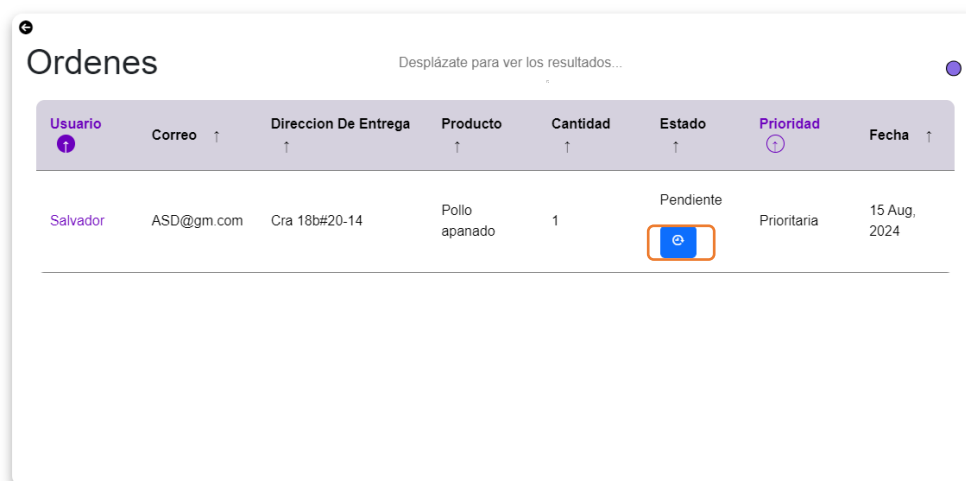 Ordenes
Desplázate para ver los resultados...
Usuario ↑
Correo ↑
Direccion De Entrega ↑
Producto ↑
Cantidad ↑
Estado ↑
Prioridad ↑
Fecha ↑
Salvador
ASD@gm.com
Cra 18b#20-14
Pollo
apanado
1
Pendiente
Prioritaria
15 Aug,
2024